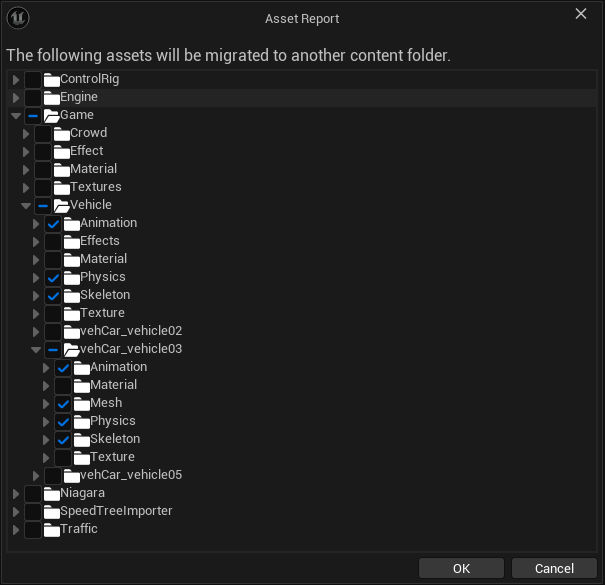 Asset Report
The following assets will be migrated to another content folder.
ControlRig
Engine
Game
Crowd
Effect
Material
Textures
Vehicle
Animation
Effects
Material
Physics
Skeleton
Texture
vehCar_vehicle02
vehCar_vehicle03
Animation
Material
Mesh
Physics
Skeleton
Texture
vehCar_vehicle05
Niagara
SpeedTreeImporter
Traffic
OK
Cancel